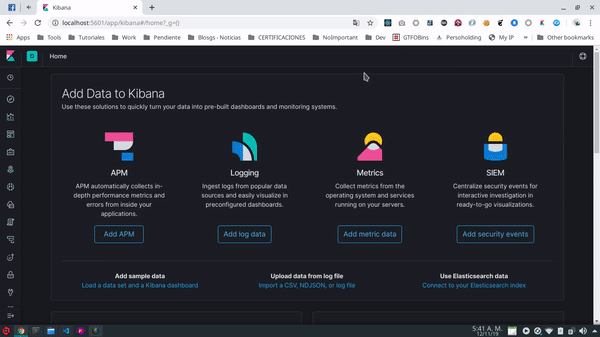 Kibana
localhost:5601/app/kibana#/home?_g=()
Tools Tutoriales Work Pendiente Blosgs - Noticias CERTIFICACIONES NoImportant Dev GTFOBins Persoholding My IP » Other bookmarks
D Home
Add Data to Kibana
Use these solutions to quickly turn your data into pre-built dashboards and monitoring systems.
APM
APM automatically collects in-
depth performance metrics and
errors from inside your
applications.
Add APM
Logging
Ingest logs from popular data
sources and easily visualize in
preconfigured dashboards.
Add log data
Metrics
Collect metrics from the
operating system and services
running on your servers.
Add metric data
SIEM
Centralize security events for
interactive investigation in
ready-to-go visualizations.
Add security events
Add sample data
Load a data set and a Kibana dashboard
Upload data from log file
Import a CSV, NDJSON, or log file
Use Elasticsearch data
Connect to your Elasticsearch index
5:41 A. M.
12/11/19